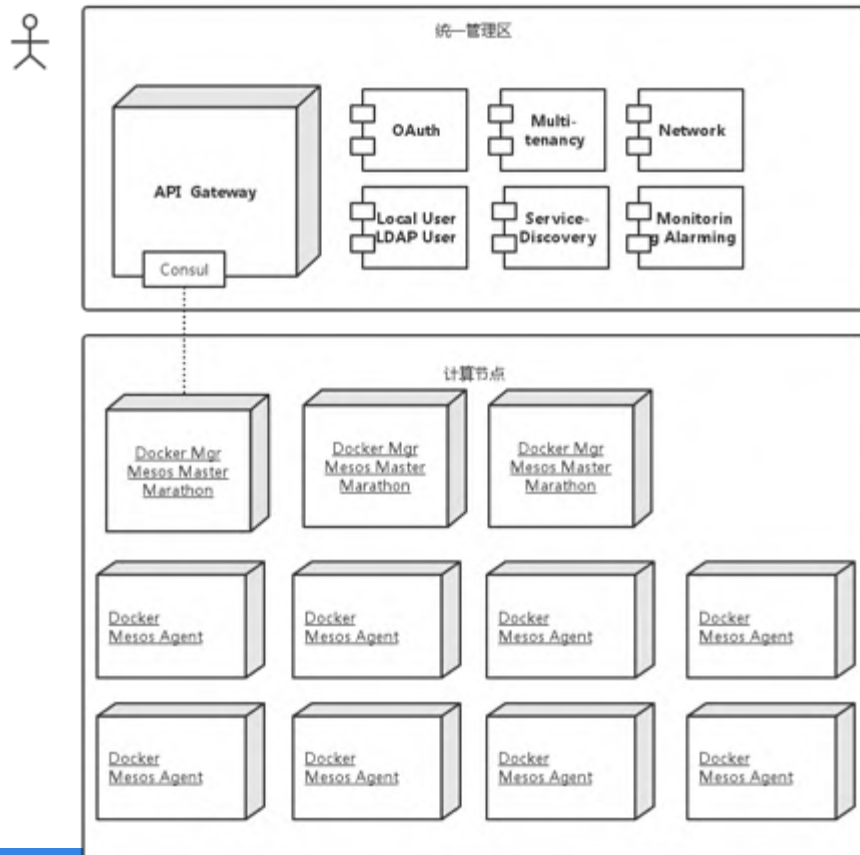 统一管理区
API Gateway
Consul
OAuth
Multi-
tenancy
Network
Local User
LDAP User
Service-
Discovery
Monitorin
g Alarming
计算节点
Docker Mgr
Mesos Master
Marathon
Docker Mgr
Mesos Master
Marathon
Docker Mgr
Mesos Master
Marathon
Docker
Mesos Agent
Docker
Mesos Agent
Docker
Mesos Agent
Docker
Mesos Agent
Docker
Mesos Agent
Docker
Mesos Agent
Docker
Mesos Agent
Docker
Mesos Agent